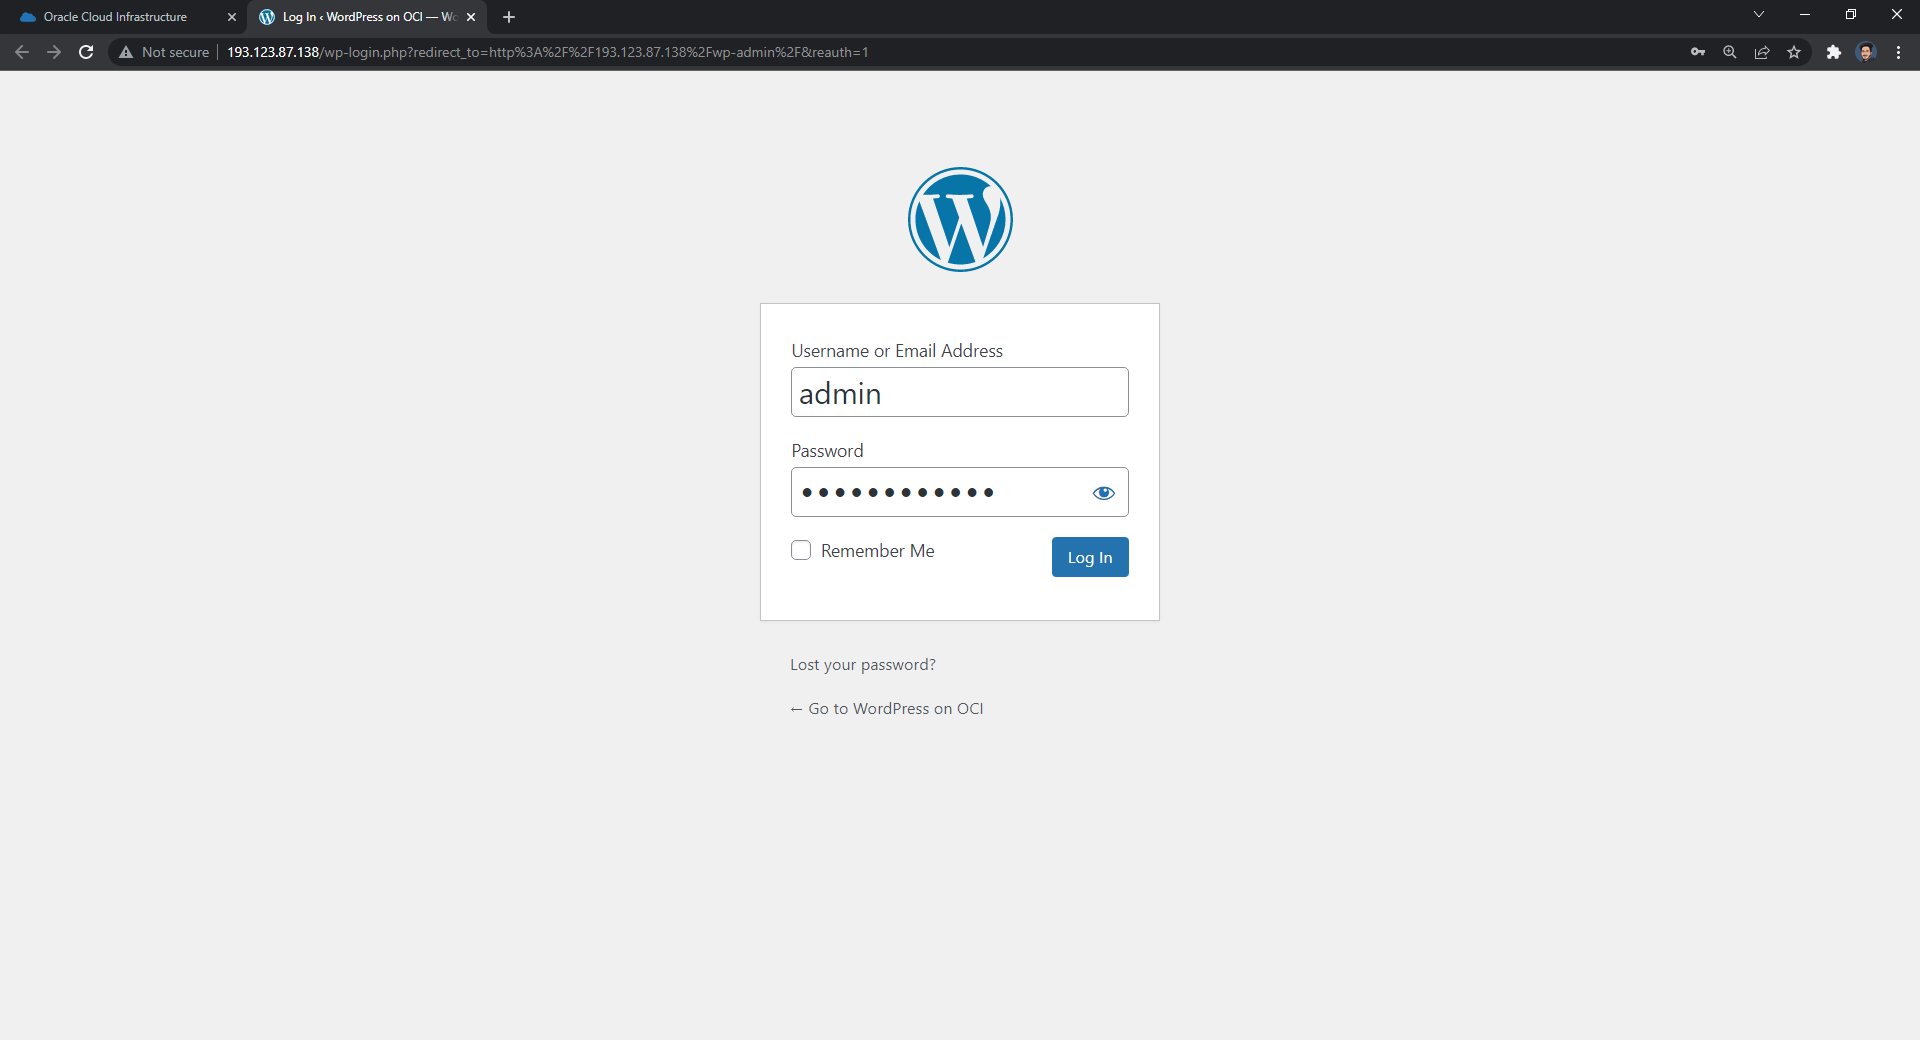 Oracle Cloud Infrastructure
Log In ‹ WordPress on OCI — Wo
Not secure
193.123.87.138/wp-login.php?redirect_to=http%3A%2F%2F193.123.87.138%2Fwp-admin%2F&reauth=1
Username or Email Address
admin
Password
Remember Me
Log In
Lost your password?
← Go to WordPress on OCI